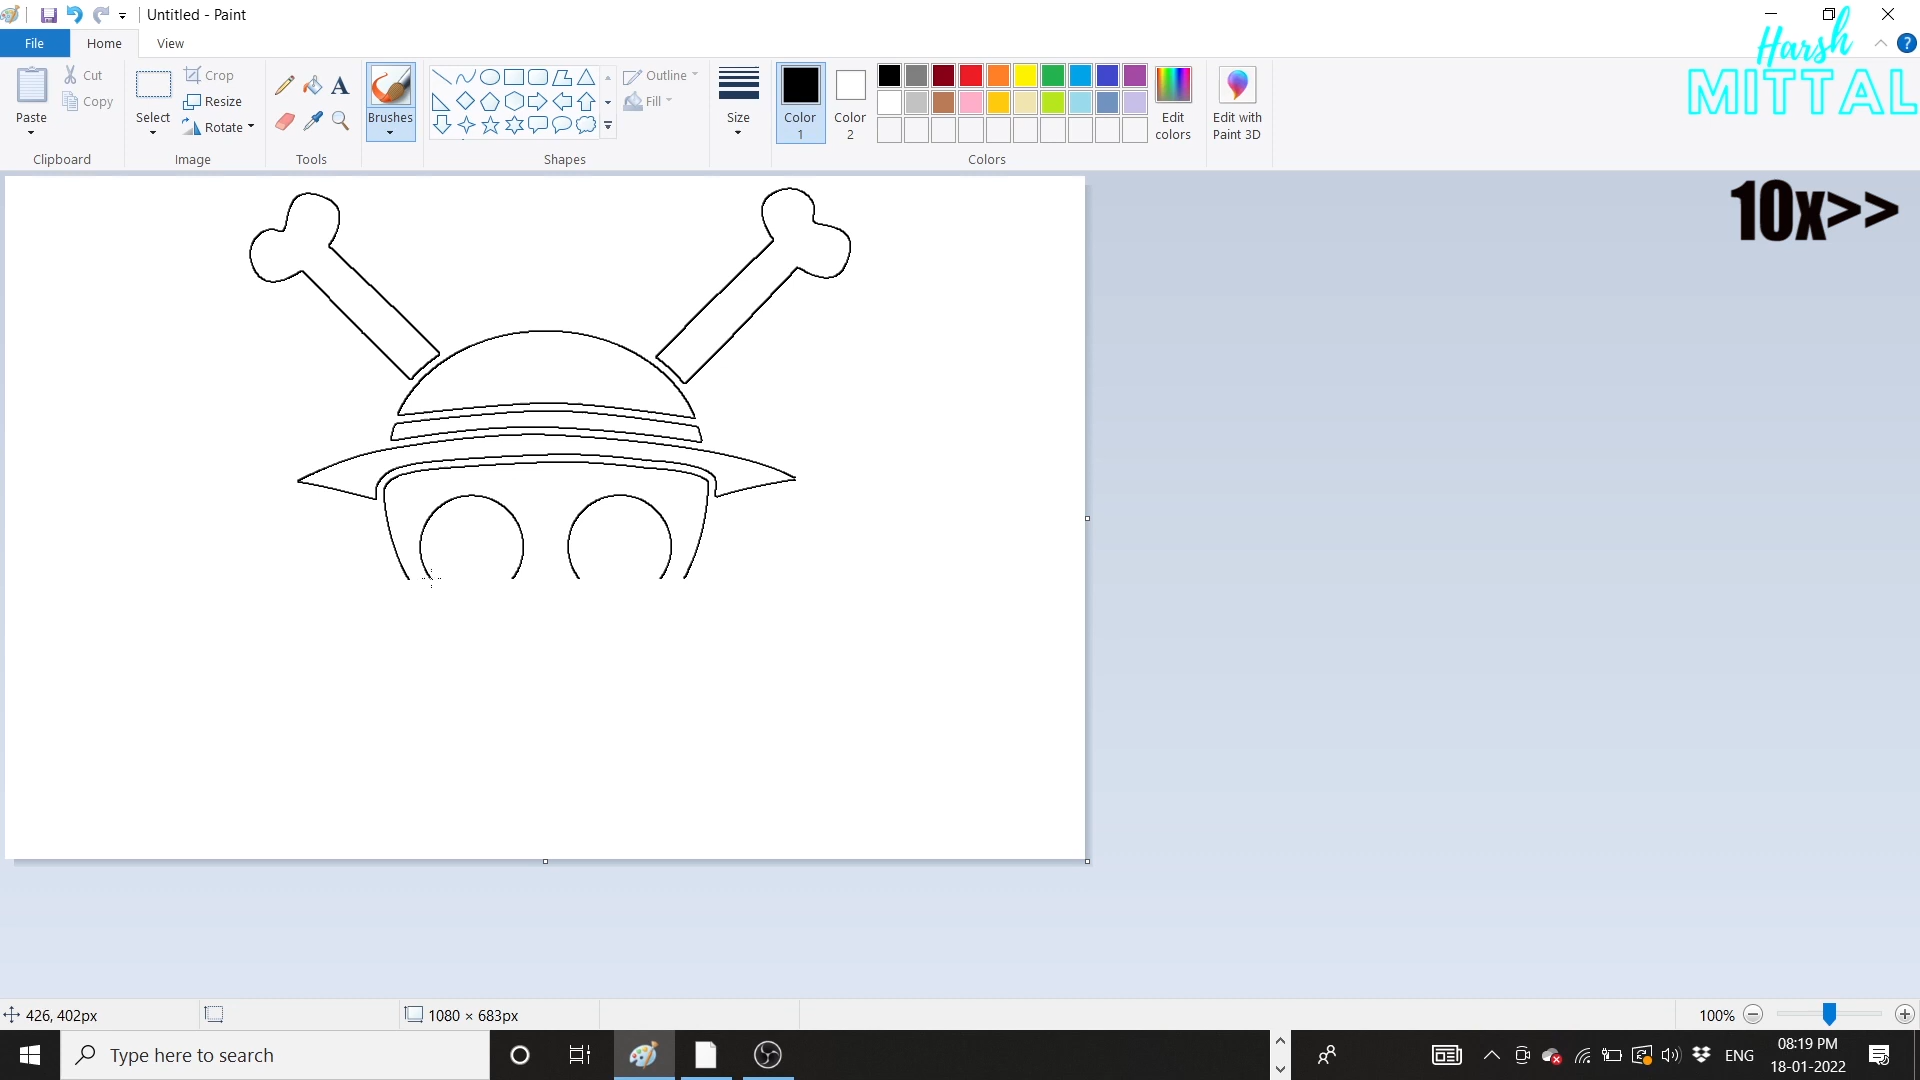 Untitled - Paint
File Home View
Harsh
MITTAL
Paste
Cut
Copy
Clipboard
Select
Crop
Resize
Rotate
Image
Tools
Brushes
Shapes
Outline
Fill
Size
Color
1
Color
2
Colors
Edit
colors
Edit with
Paint 3D
10x>>
426, 402px
1080 × 683px
100%
Type here to search
ENG
08:19 PM
18-01-2022